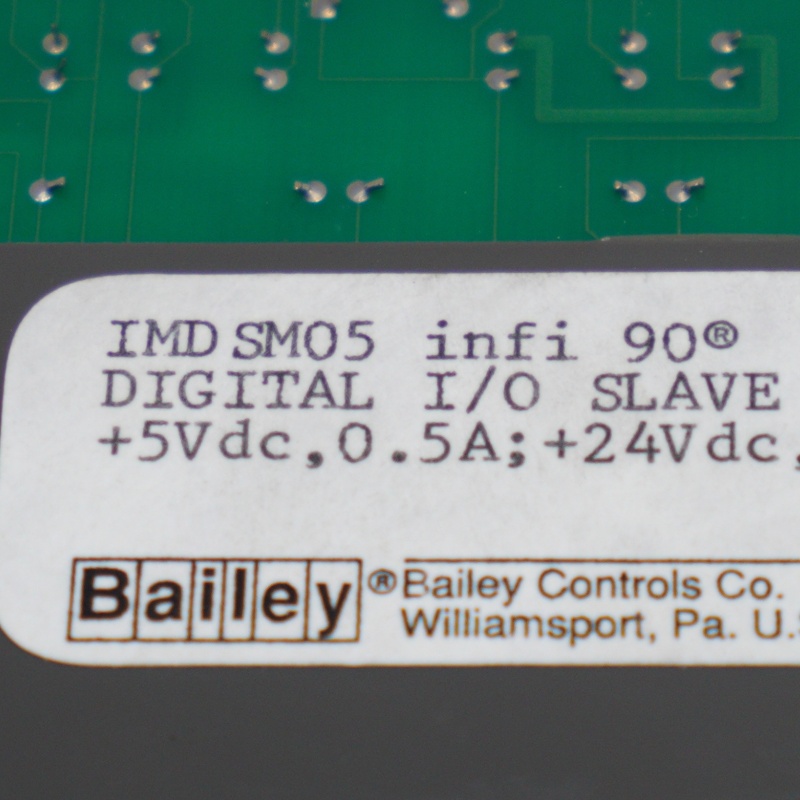 IMDSM05 infi 90®
DIGITAL I/O SLAVE
+5Vdc,0.5A;+24Vdc,
Bailey ® Bailey Controls Co.
Williamsport, Pa. U.S